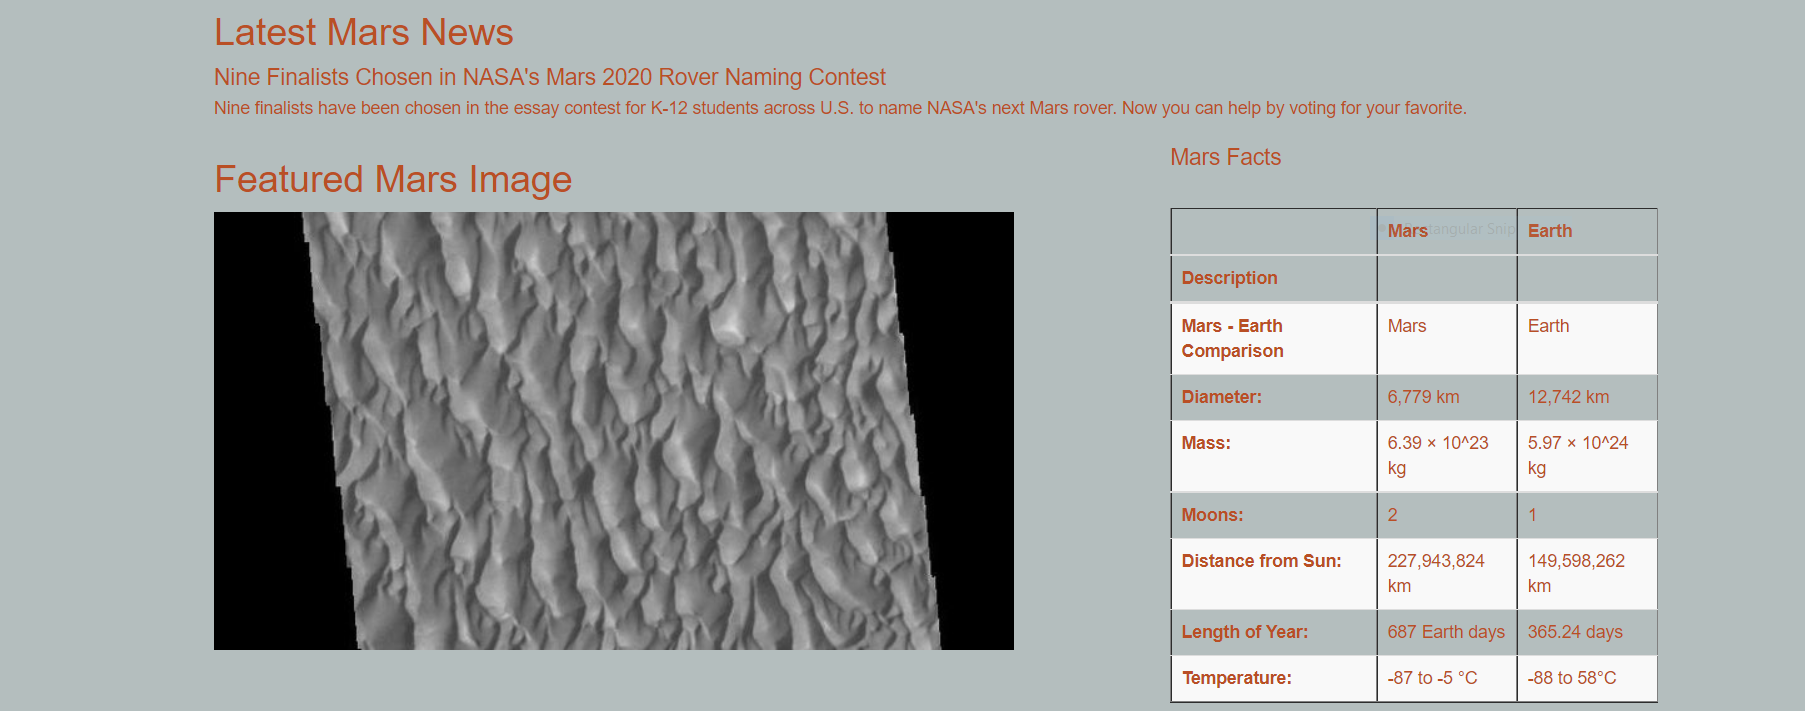 Latest Mars News
Nine Finalists Chosen in NASA's Mars 2020 Rover Naming Contest
Nine finalists have been chosen in the essay contest for K-12 students across U.S. to name NASA's next Mars rover. Now you can help by voting for your favorite.
Featured Mars Image
Mars Facts
Mars Earth
tangular Snip
Description
Mars - Earth Comparison Mars Earth
Diameter: 6,779 km 12,742 km
Mass: 6.39 × 10^23 kg 5.97 × 10^24 kg
Moons: 2 1
Distance from Sun: 227,943,824 km 149,598,262 km
Length of Year: 687 Earth days 365.24 days
Temperature: -87 to -5 °C -88 to 58°C